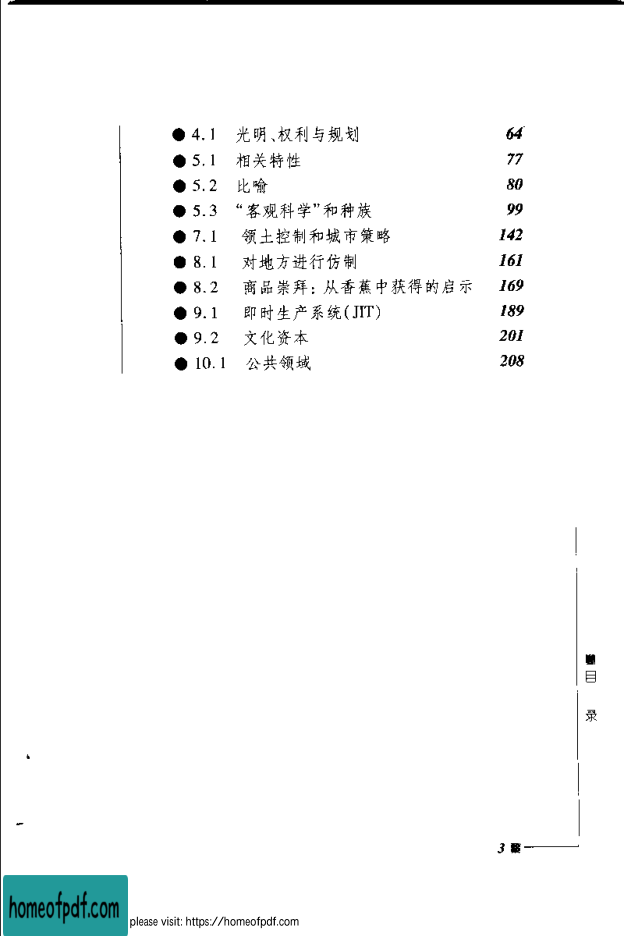 ● 4.1 光明、权利与规划 64
● 5.1 相关特性 77
● 5.2 比喻 80
● 5.3 “客观科学”和种族 99
● 7.1 领土控制和城市策略 142
● 8.1 对地方进行仿制 161
● 8.2 商品崇拜：从香蕉中获得的启示 169
● 9.1 即时生产系统(JIT) 189
● 9.2 文化资本 201
● 10.1 公共领域 208
目录
3
homeofpdf.com
please visit: https://homeofpdf.com